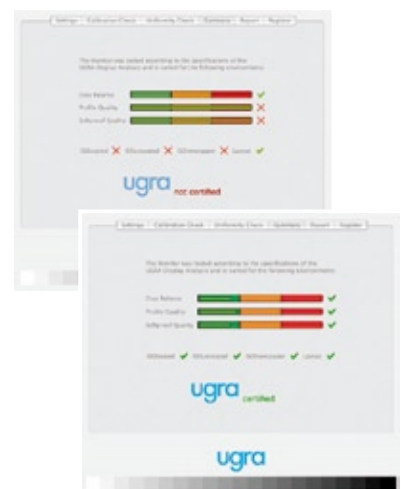 Settings Calibration Check Uniformity Check Summary Report Register
The Monitor was tested according to the specifications of the
UGRA Display Analysis and is suited for the following environments:
Gray Balance
Profile Quality
Softproof Quality
ugra not certified
Settings Calibration Check Uniformity Check Summary Report Register
The Monitor was tested according to the specifications of the
UGRA Display Analysis and is suited for the following environments:
Gray Balance
Profile Quality
Softproof Quality
ugra certified
ugra